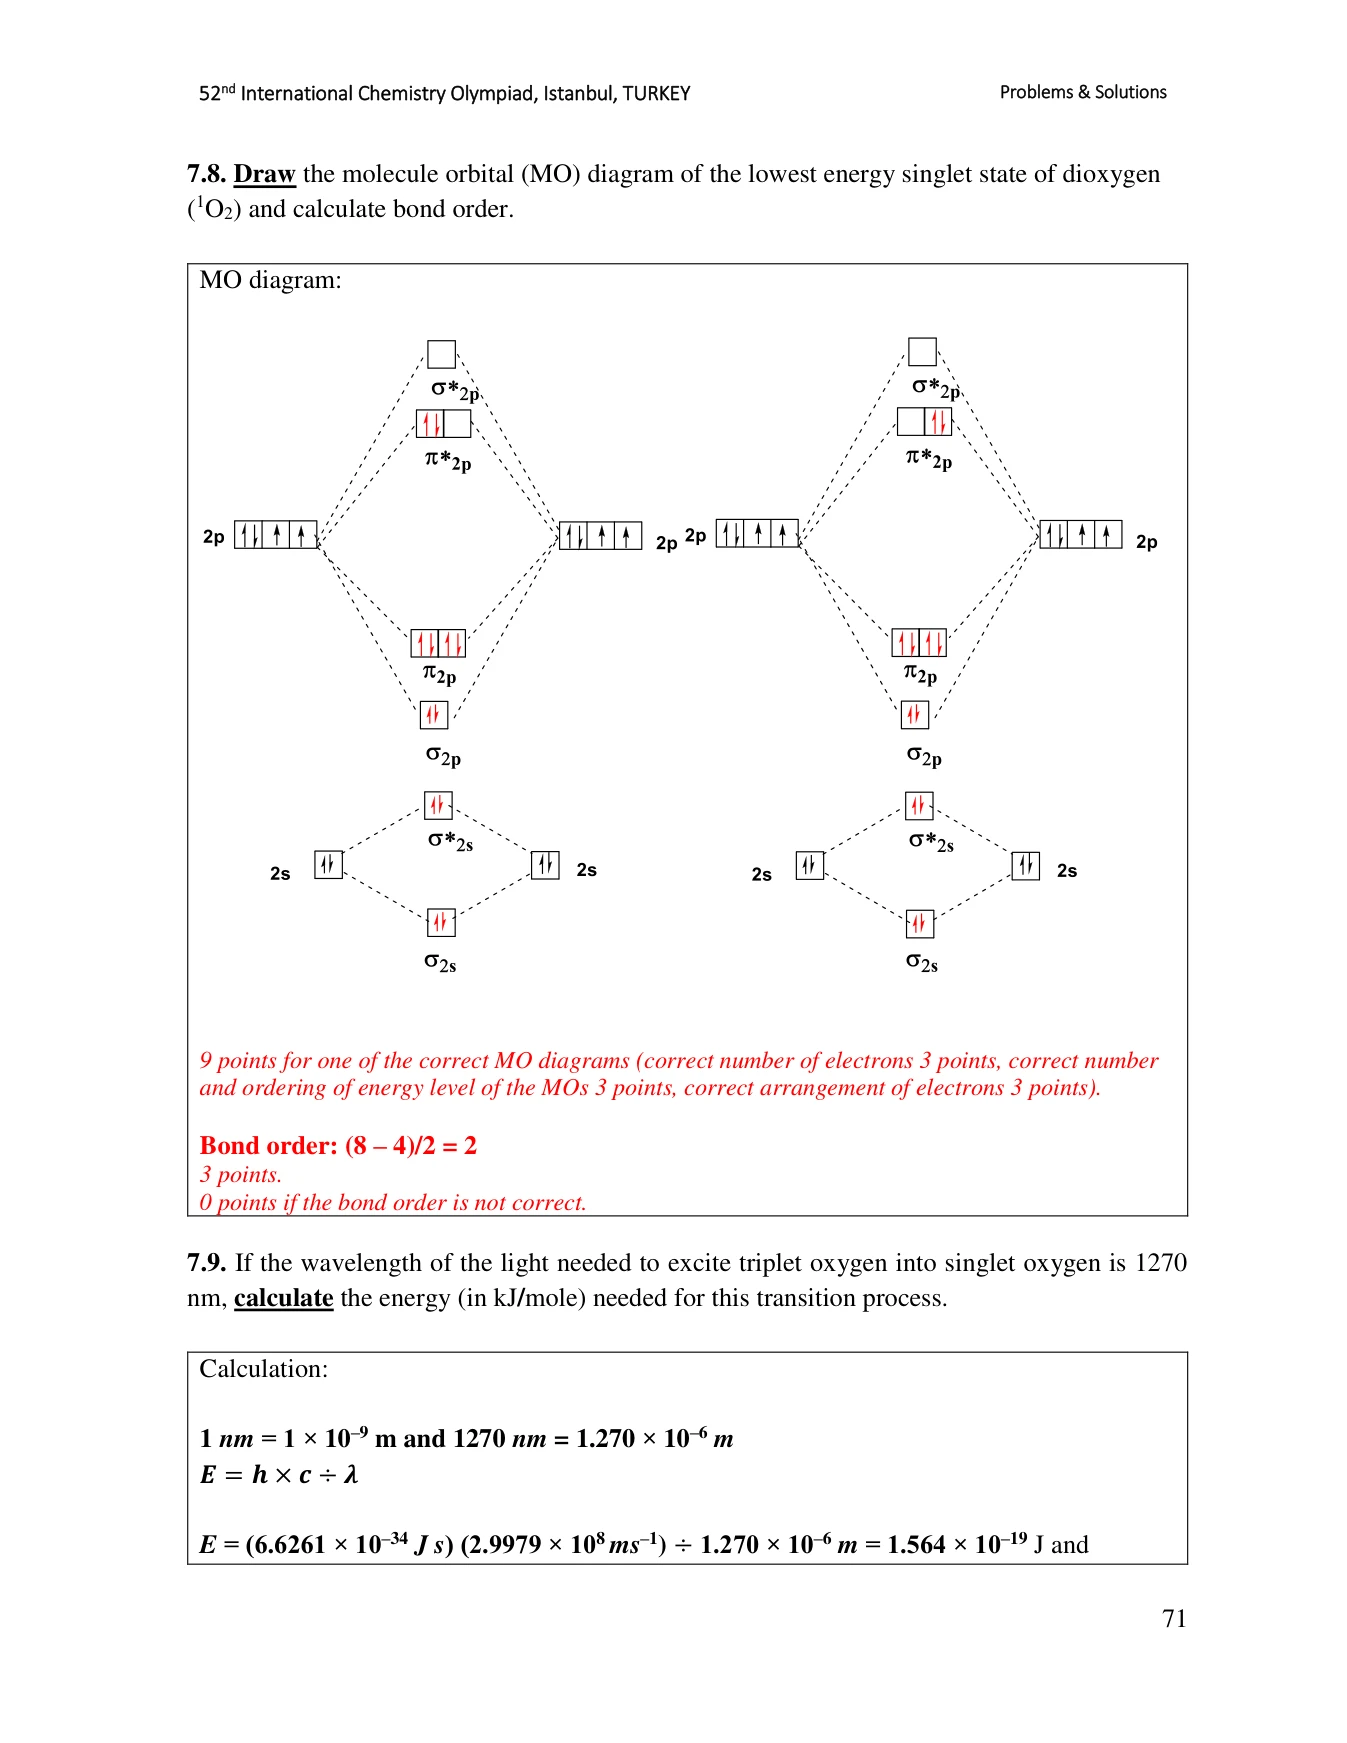 52nd International Chemistry Olympiad, Istanbul, TURKEY Problems & Solutions
7.8. Draw the molecule orbital (MO) diagram of the lowest energy singlet state of dioxygen
(1O2) and calculate bond order.
MO diagram:
σ*2p σ*2p
π*2p π*2p
2p 2p 2p 2p
π2p π2p
σ2p σ2p
σ*2s σ*2s
2s 2s 2s 2s
σ2s σ2s
9 points for one of the correct MO diagrams (correct number of electrons 3 points, correct number
and ordering of energy level of the MOs 3 points, correct arrangement of electrons 3 points).
Bond order: (8 – 4)/2 = 2
3 points.
0 points if the bond order is not correct.
7.9. If the wavelength of the light needed to excite triplet oxygen into singlet oxygen is 1270
nm, calculate the energy (in kJ/mole) needed for this transition process.
Calculation:
1 nm = 1 × 10–9 m and 1270 nm = 1.270 × 10–6 m
E = h × c ÷ λ
E = (6.6261 × 10–34 J s) (2.9979 × 108 ms–1) ÷ 1.270 × 10–6 m = 1.564 × 10–19 J and
71